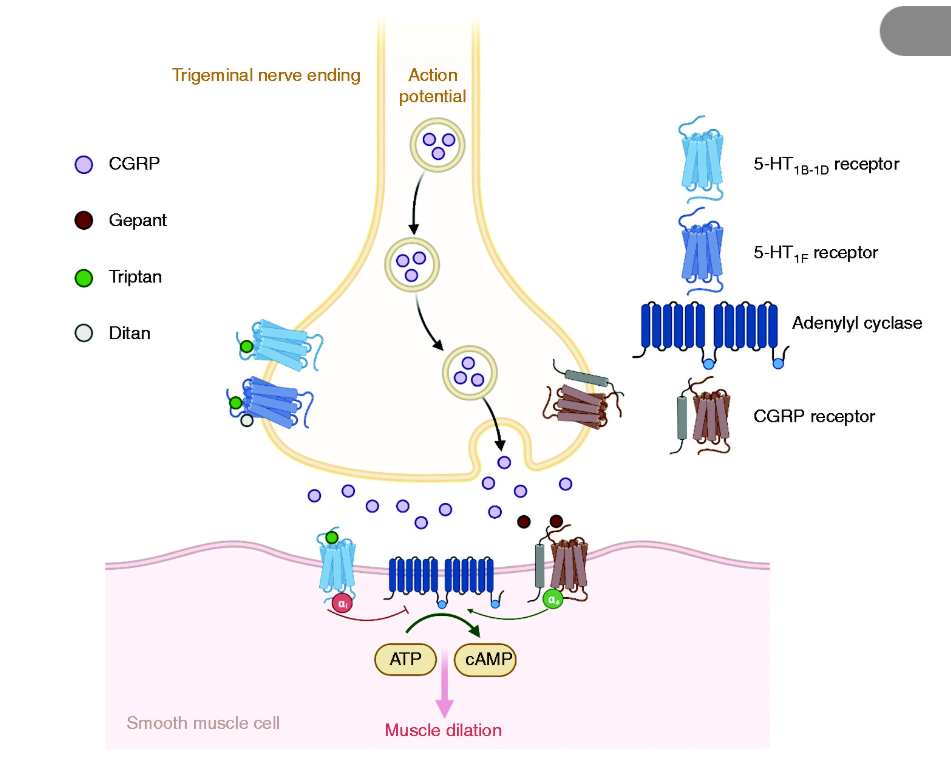 Trigeminal nerve ending
Action
potential
CGRP
Gepant
Triptan
Ditan
5-HT1B-1D receptor
5-HT1F receptor
Adenylyl cyclase
CGRP receptor
αi
αs
ATP
cAMP
Smooth muscle cell
Muscle dilation